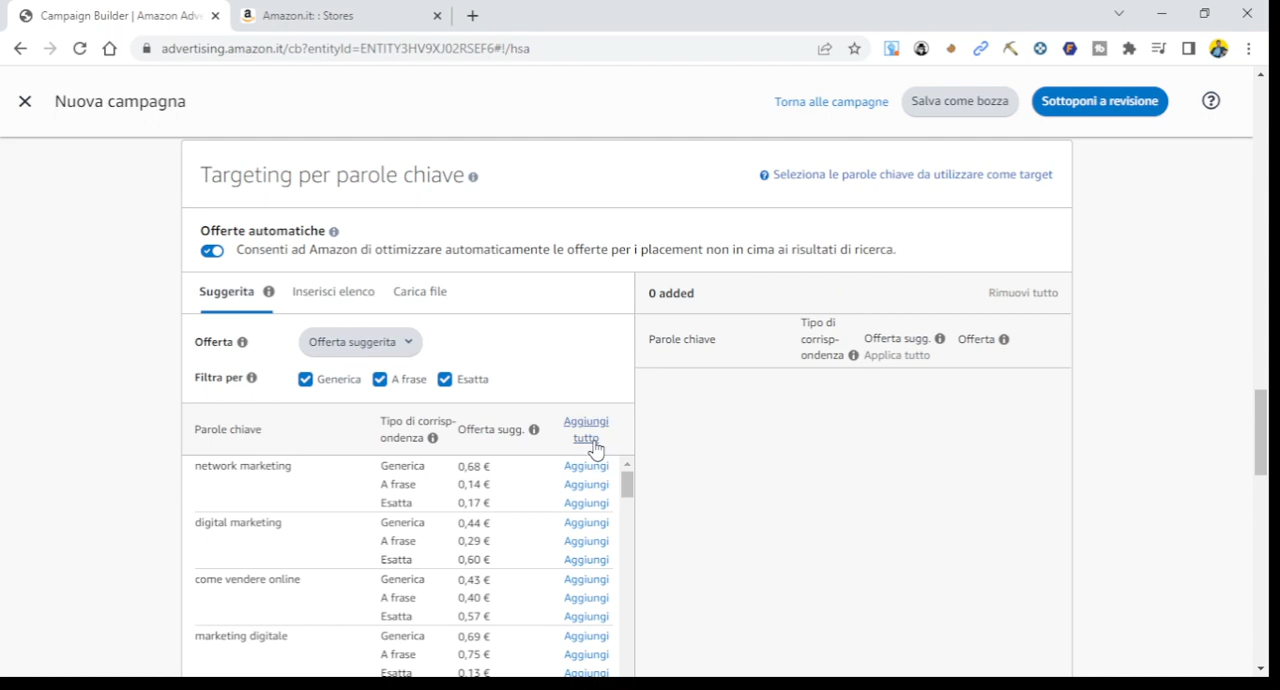 Campaign Builder | Amazon Adve
Amazon.it: : Stores
advertising.amazon.it/cb?entityId=ENTITY3HV9XJ02RSEF6#!/hsa
Nuova campagna
Torna alle campagne
Salva come bozza
Sottoponi a revisione
Targeting per parole chiave
Seleziona le parole chiave da utilizzare come target
Offerte automatiche
Consenti ad Amazon di ottimizzare automaticamente le offerte per i placement non in cima ai risultati di ricerca.
Suggerita Inserisci elenco Carica file
0 added Rimuovi tutto
Offerta Offerta suggerita
Filtra per Generica A frase Esatta
Parole chiave Tipo di corrisp- Offerta sugg. Offerta
ondenza Applica tutto
Parole chiave Tipo di corrisp- Offerta sugg. Aggiungi
ondenza tutto
network marketing Generica 0,68 € Aggiungi
A frase 0,14 € Aggiungi
Esatta 0,17 € Aggiungi
digital marketing Generica 0,44 € Aggiungi
A frase 0,29 € Aggiungi
Esatta 0,60 € Aggiungi
come vendere online Generica 0,43 € Aggiungi
A frase 0,40 € Aggiungi
Esatta 0,57 € Aggiungi
marketing digitale Generica 0,69 € Aggiungi
A frase 0,75 € Aggiungi
Esatta 0,13 € Aggiungi